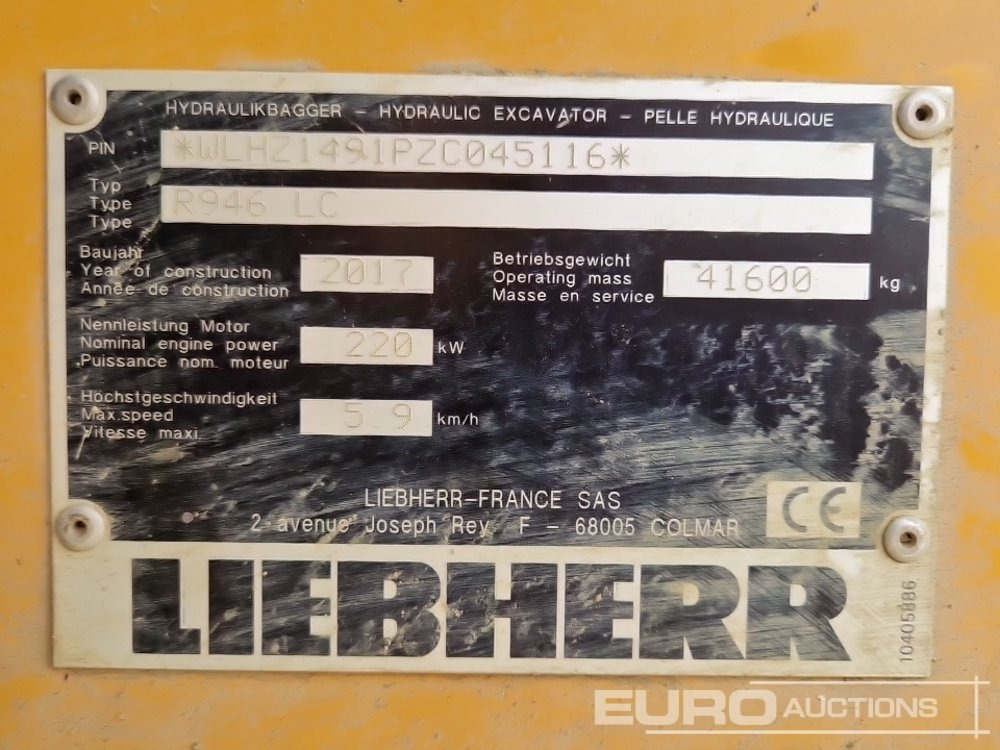 HYDRAULIKBAGGER – HYDRAULIC EXCAVATOR – PELLE HYDRAULIQUE
PIN *WLHZ1491PZC045116*
Typ
Type
Type
R946 LC
Baujahr
Year of construction
Année de construction
2017
Betriebsgewicht
Operating mass
Masse en service
41600 kg
Nennleistung Motor
Nominal engine power
Puissance nom. moteur
220 kW
Höchstgeschwindigkeit
Max.speed
Vitesse maxi.
5.9 km/h
LIEBHERR–FRANCE SAS
2 avenue Joseph Rey, F – 68005 COLMAR
CE
LIEBHERR
10405886
EURO AUCTIONS